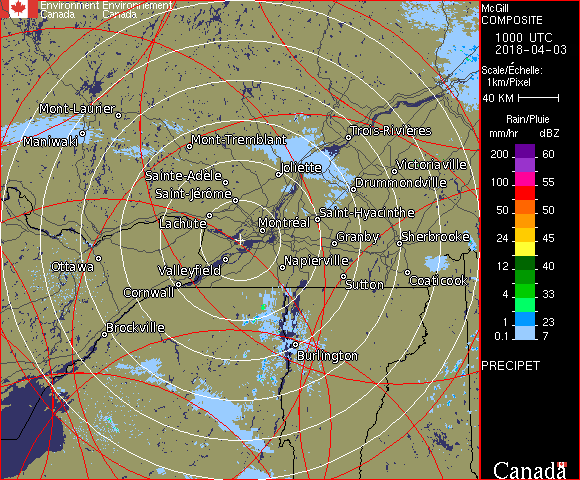 Environment Environnement
Canada Canada
McGill
COMPOSITE
1000 UTC
2018-04-03
Scale/Échelle:
1km/Pixel
40 KM
Rain/Pluie
mm/hr dBZ
200 60
100 55
50 50
24 45
12 40
4 33
1 23
0.1 7
PRECIPET
Canada
Mont-Laurier
Maniwaki
Mont-Tremblant
Trois-Rivières
Joliette
Victoriaville
Sainte-Adèle
Drummondville
Saint-Jérôme
Lachute
Saint-Hyacinthe
Montréal
Granby
Sherbrooke
Ottawa
Valleyfield
Napierville
Cornwall
Sutton
Coaticook
Brockville
Burlington